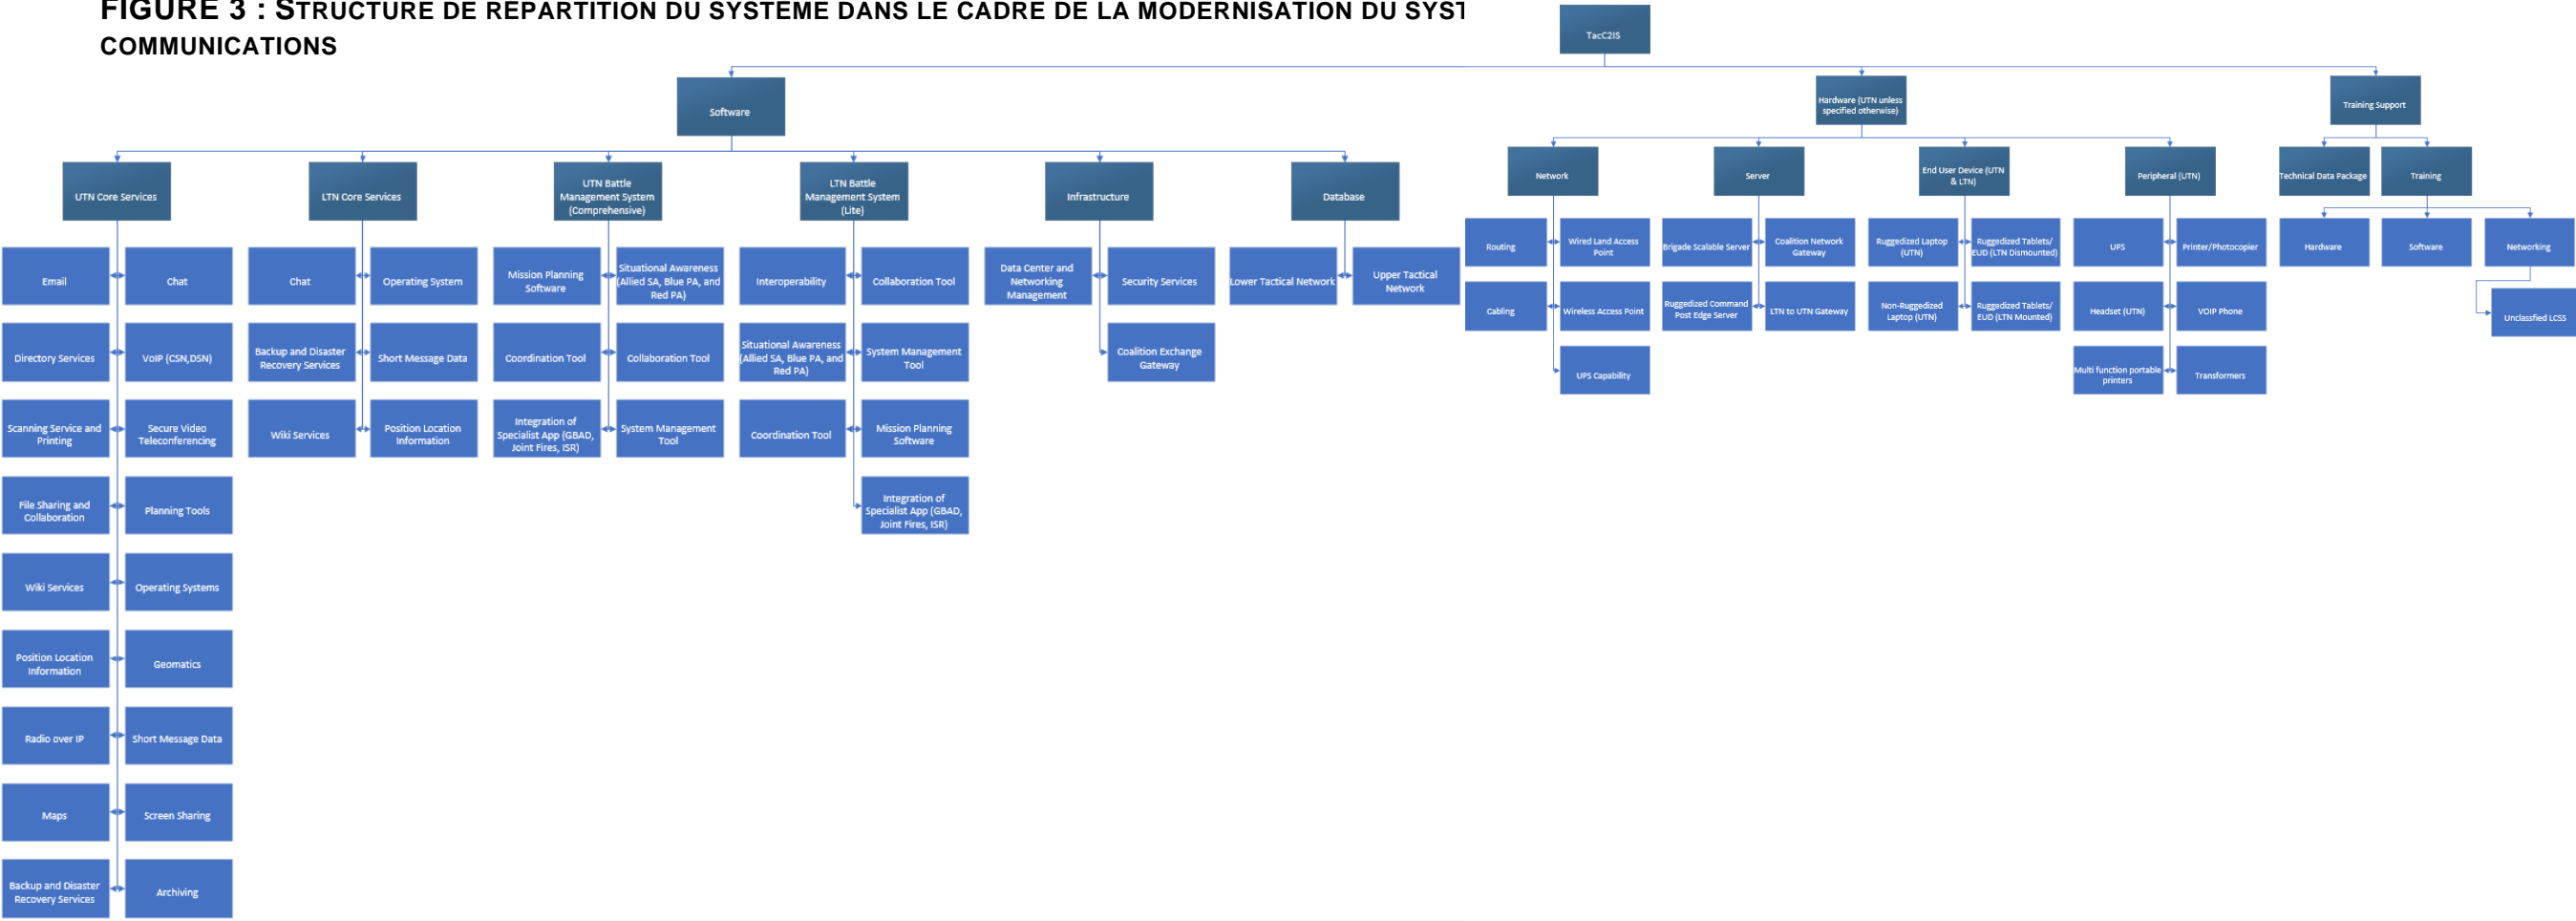 FIGURE 3 : STRUCTURE DE REPARTITION DU SYSTEME DANS LE CADRE DE LA MODERNISATION DU SYST
COMMUNICATIONS
TacC2IS
Software
Hardware (UTN unless
specified otherwise)
Training Support
UTN Core Services
LTN Core Services
UTN Battle
Management System
(Comprehensive)
LTN Battle
Management System
(Lite)
Infrastructure
Database
Network
Server
End User Device (UTN
& LTN)
Peripheral (UTN)
Technical Data Package
Training
Email
Chat
Directory Services
VoIP (CSN,DSN)
Scanning Service and
Printing
Secure Video
Teleconferencing
File Sharing and
Collaboration
Planning Tools
Wiki Services
Operating Systems
Position Location
Information
Geomatics
Radio over IP
Short Message Data
Maps
Screen Sharing
Backup and Disaster
Recovery Services
Archiving
Chat
Operating System
Backup and Disaster
Recovery Services
Short Message Data
Wiki Services
Position Location
Information
Mission Planning
Software
Situational Awareness
(Allied SA, Blue PA, and
Red PA)
Coordination Tool
Collaboration Tool
Integration of
Specialist App (GBAD,
Joint Fires, ISR)
System Management
Tool
Interoperability
Collaboration Tool
Situational Awareness
(Allied SA, Blue PA, and
Red PA)
System Management
Tool
Coordination Tool
Mission Planning
Software
Integration of
Specialist App (GBAD,
Joint Fires, ISR)
Data Center and
Networking
Management
Security Services
Coalition Exchange
Gateway
Lower Tactical Network
Upper Tactical
Network
Routing
Wired Land Access
Point
Cabling
Wireless Access Point
UPS Capability
Brigade Scalable Server
Coalition Network
Gateway
Ruggedized Command
Post Edge Server
LTN to UTN Gateway
Ruggedized Laptop
(UTN)
Ruggedized Tablets/
EUD (LTN Dismounted)
Non-Ruggedized
Laptop (UTN)
Ruggedized Tablets/
EUD (LTN Mounted)
UPS
Printer/Photocopier
Headset (UTN)
VOIP Phone
Multi function portable
printers
Transformers
Hardware
Software
Networking
Unclassfied LCSS